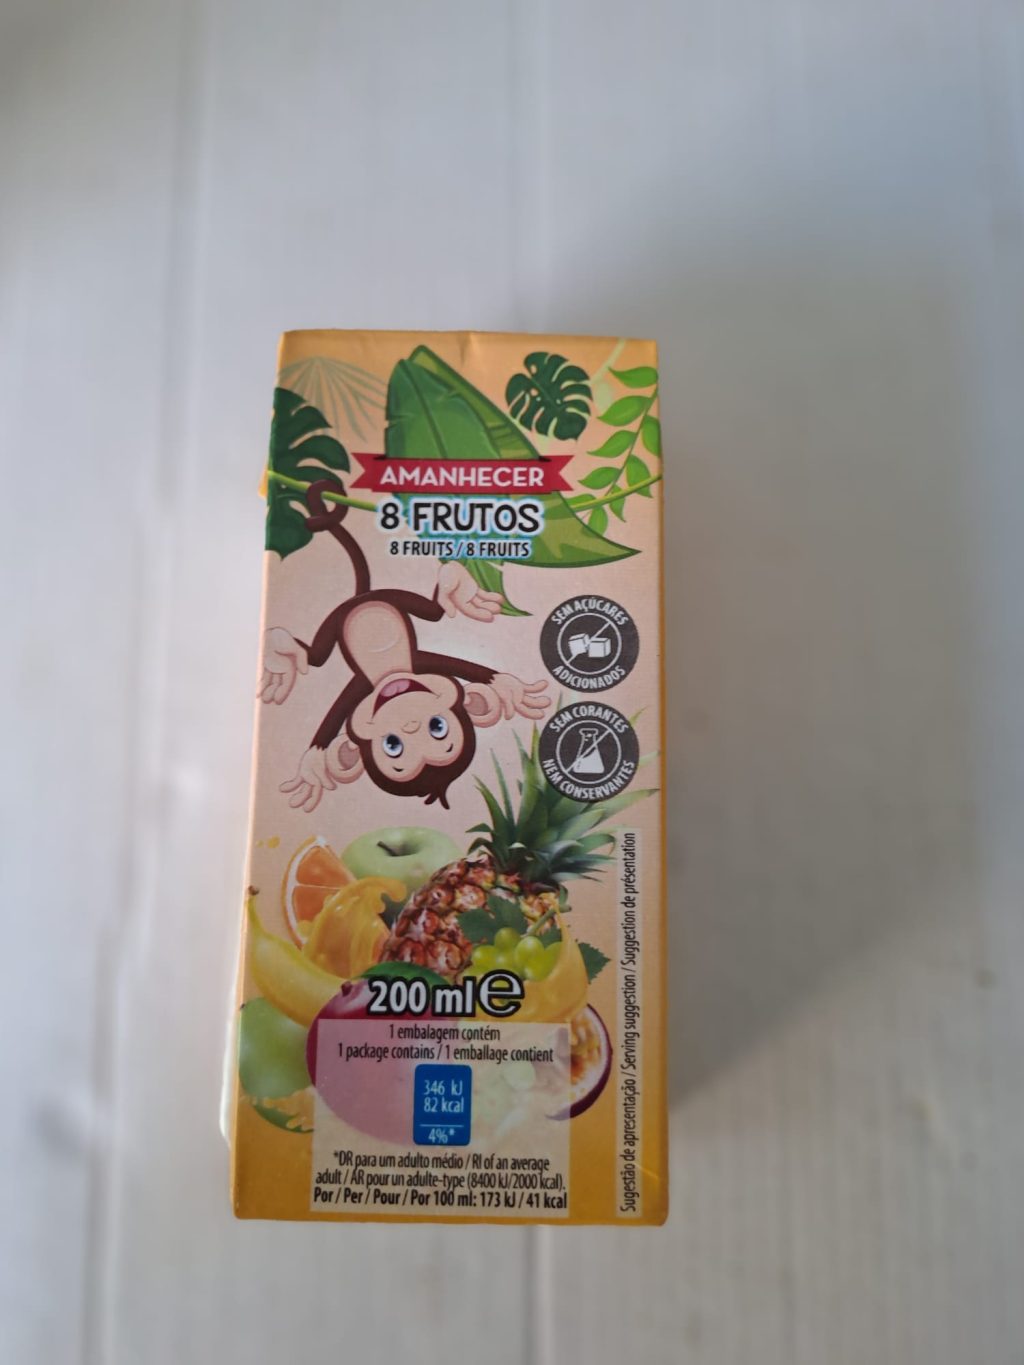 AMANHECER
8 FRUTOS
8 FRUITS / 8 FRUITS
SEM AÇÚCARES
ADICIONADOS
SEM CORANTES
NEM CONSERVANTES
200 ml e
1 embalagem contém
1 package contains / 1 emballage contient
346 kJ
82 kcal
4%*
*DR para um adulto médio / RI of an average
adult / AR pour un adulte-type (8400 kJ/2000 kcal).
Por / Per / Pour / Por 100 ml: 173 kJ / 41 kcal
Sugestão de apresentação / Serving suggestion / Suggestion de présentation